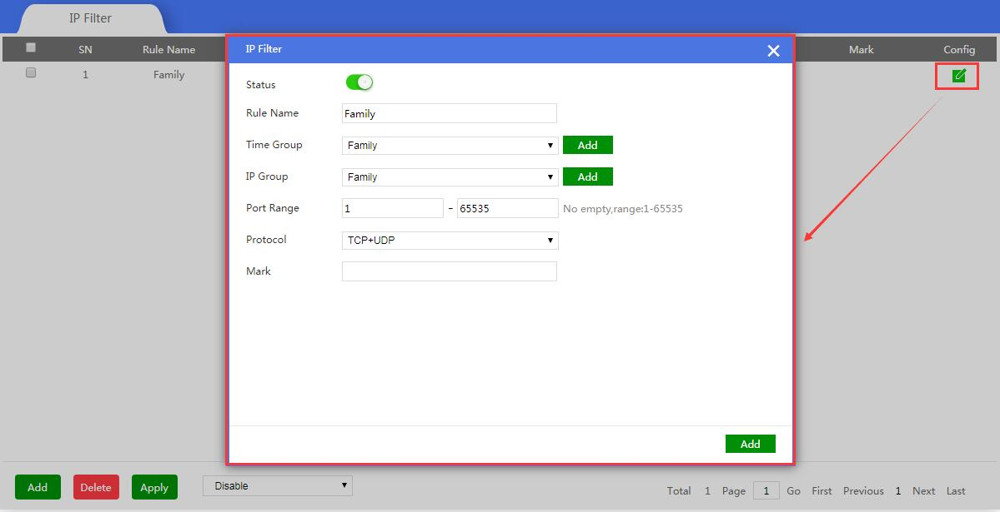 IP Filter
SN Rule Name Mark Config
1 Family
IP Filter
Status
Rule Name Family
Time Group Family Add
IP Group Family Add
Port Range 1 - 65535 No empty,range:1-65535
Protocol TCP+UDP
Mark
Add
Add Delete Apply Disable Total 1 Page 1 Go First Previous 1 Next Last